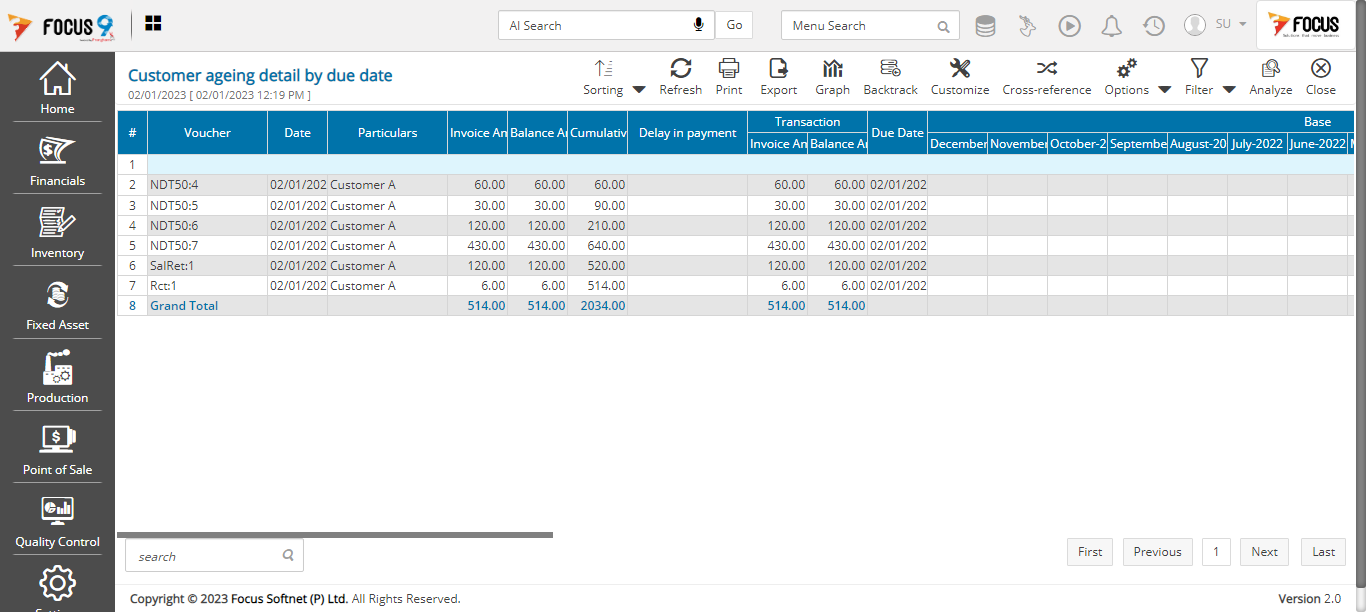 FOCUS 9
AI Search
Go
Menu Search
SU
FOCUS
Customer ageing detail by due date
02/01/2023 [ 02/01/2023 12:19 PM ]
Sorting Refresh Print Export Graph Backtrack Customize Cross-reference Options Filter Analyze Close
Home
Financials
Inventory
Fixed Asset
Production
Point of Sale
Quality Control
# Voucher Date Particulars Invoice An Balance Ar Cumulativ Delay in payment Transaction Due Date Base
Invoice An Balance Ar December November October-2 Septembe August-20 July-2022 June-2022
1
2 NDT50:4 02/01/202 Customer A 60.00 60.00 60.00 60.00 60.00 02/01/202
3 NDT50:5 02/01/202 Customer A 30.00 30.00 90.00 30.00 30.00 02/01/202
4 NDT50:6 02/01/202 Customer A 120.00 120.00 210.00 120.00 120.00 02/01/202
5 NDT50:7 02/01/202 Customer A 430.00 430.00 640.00 430.00 430.00 02/01/202
6 SalRet:1 02/01/202 Customer A 120.00 120.00 520.00 120.00 120.00 02/01/202
7 Rct:1 02/01/202 Customer A 6.00 6.00 514.00 6.00 6.00 02/01/202
8 Grand Total 514.00 514.00 2034.00 514.00 514.00
search
First Previous 1 Next Last
Copyright © 2023 Focus Softnet (P) Ltd. All Rights Reserved.
Version 2.0